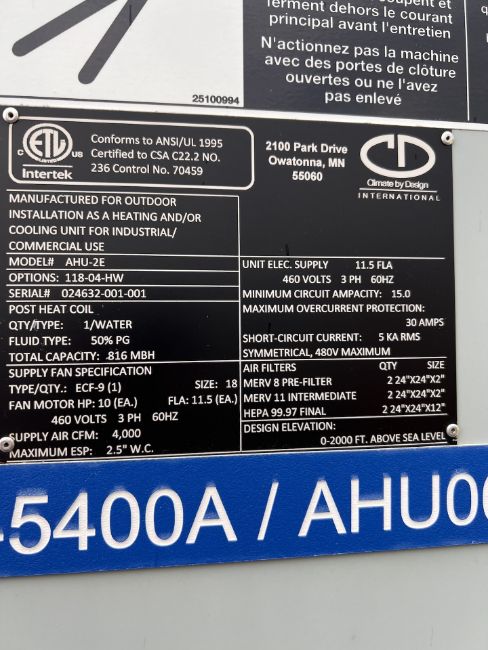 ferment dehors le courant
principal avant l'entretien
N'actionnez pas la machine
avec des portes de clôture
ouvertes ou ne l'avez
pas enlevé
25100994
ETL
C US
LISTED
Intertek
Conforms to ANSI/UL 1995
Certified to CSA C22.2 NO.
236 Control No. 70459
2100 Park Drive
Owatonna, MN
55060
CD
Climate by Design
INTERNATIONAL
MANUFACTURED FOR OUTDOOR
INSTALLATION AS A HEATING AND/OR
COOLING UNIT FOR INDUSTRIAL/
COMMERCIAL USE
MODEL# AHU-2E
OPTIONS: 118-04-HW
SERIAL# 024632-001-001
POST HEAT COIL
QTY/TYPE: 1/WATER
FLUID TYPE: 50% PG
TOTAL CAPACITY: .816 MBH
SUPPLY FAN SPECIFICATION
TYPE/QTY.: ECF-9 (1) SIZE: 18
FAN MOTOR HP: 10 (EA.) FLA: 11.5 (EA.)
460 VOLTS 3 PH 60HZ
SUPPLY AIR CFM: 4,000
MAXIMUM ESP: 2.5" W.C.
UNIT ELEC. SUPPLY 11.5 FLA
460 VOLTS 3 PH 60HZ
MINIMUM CIRCUIT AMPACITY: 15.0
MAXIMUM OVERCURRENT PROTECTION:
30 AMPS
SHORT-CIRCUIT CURRENT: 5 KA RMS
SYMMETRICAL, 480V MAXIMUM
AIR FILTERS QTY SIZE
MERV 8 PRE-FILTER 2 24"X24"X2"
MERV 11 INTERMEDIATE 2 24"X24"X2"
HEPA 99.97 FINAL 2 24"X24"X12"
DESIGN ELEVATION:
0-2000 FT. ABOVE SEA LEVEL
5400A / AHU0